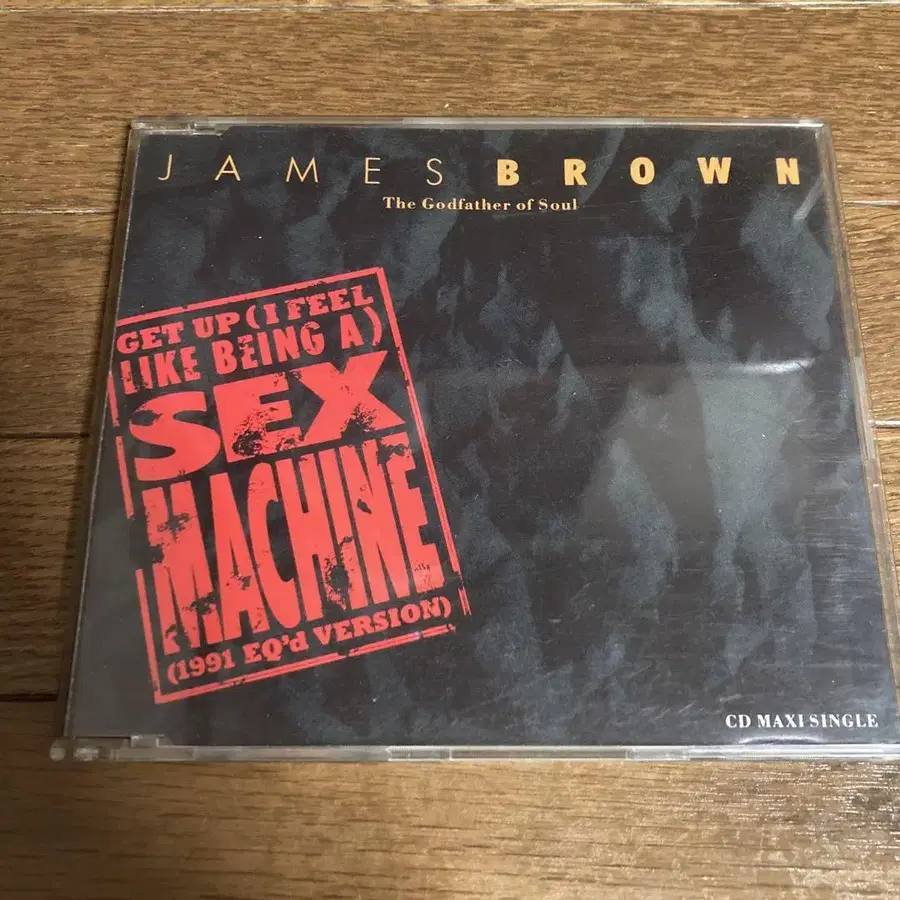 JAMES BROWN
The Godfather of Soul
GET UP (I FEEL
LIKE BEING A)
SEX
MACHINE
(1991 EQ'd VERSION)
CD MAXI SINGLE